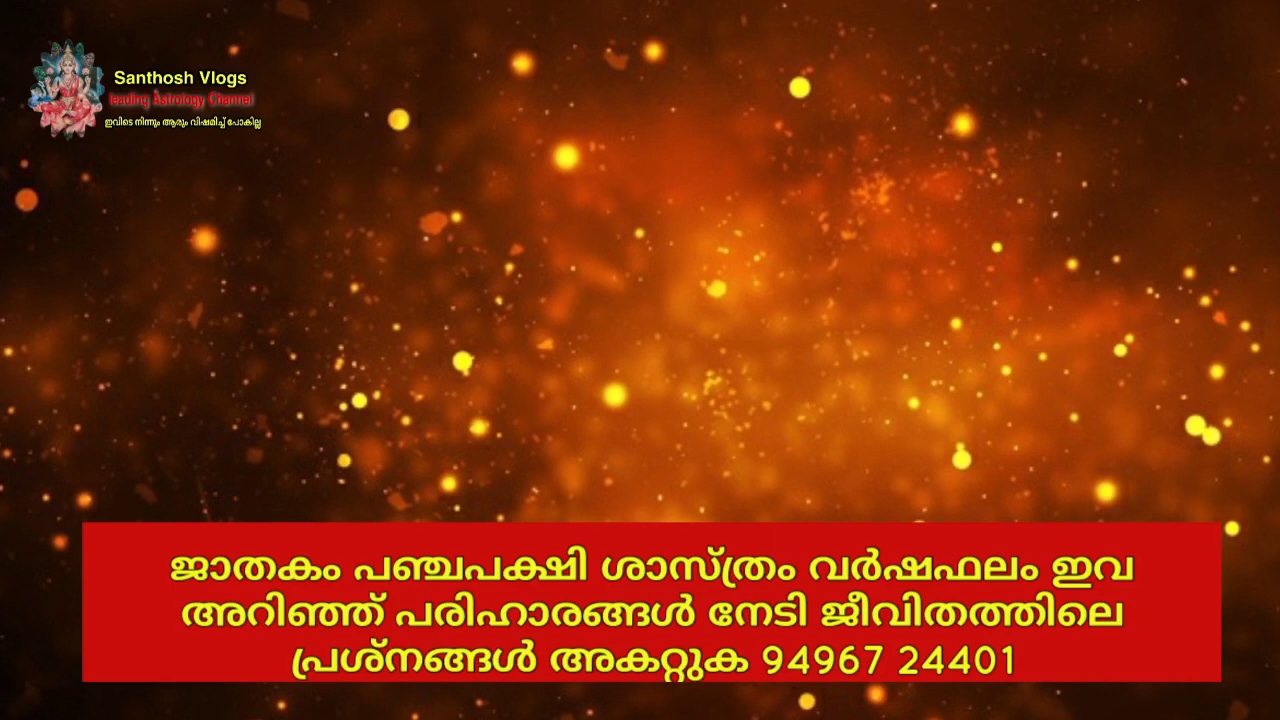 Santhosh Vlogs
leading Astrology Channel
ഇവിടെ നിന്നും ആരും വിഷമിച്ച് പോകില്ല
ജാതകം പഞ്ചപക്ഷി ശാസ്ത്രം വർഷഫലം ഇവ
അറിഞ്ഞ് പരിഹാരങ്ങൾ നേടി ജീവിതത്തിലെ
പ്രശ്നങ്ങൾ അകറ്റുക 94967 24401